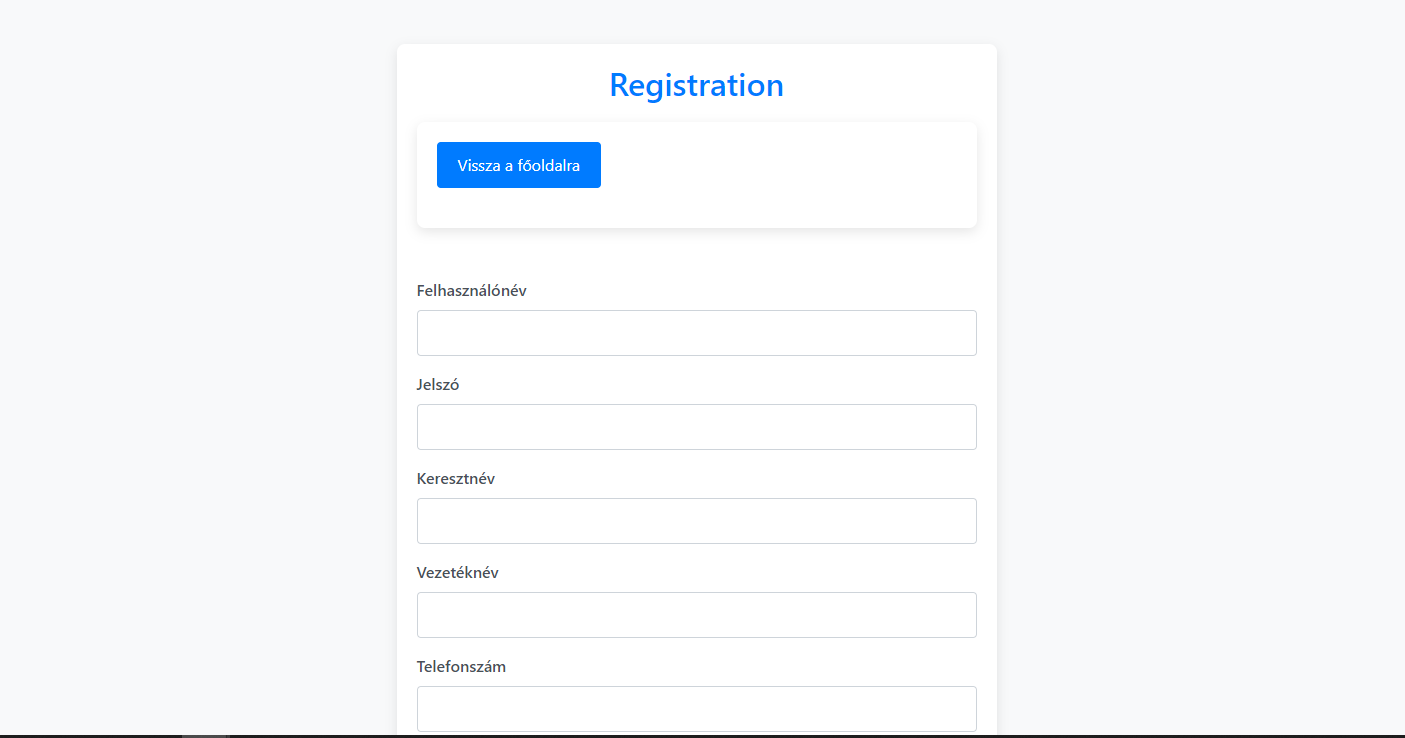 Registration
Vissza a főoldalra
Felhasználónév
Jelszó
Keresztnév
Vezetéknév
Telefonszám